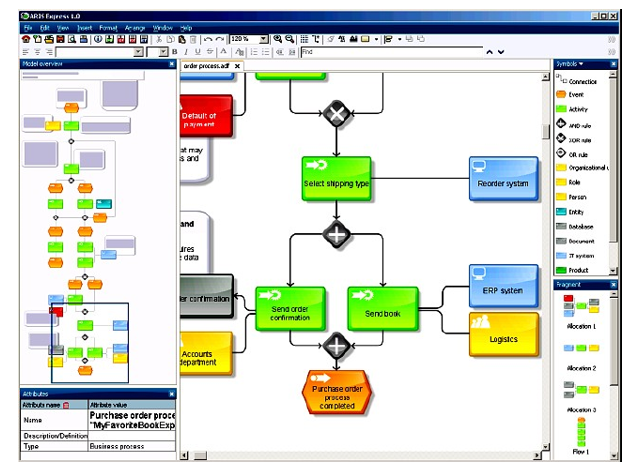 ARIS Express 1.0
File Edit View Insert Format Arrange Window Help
120 %
B I U S A
Find
Model overview
order process.adf
Symbols
Default of
payment
at may
s and
Select shipping type
Reorder system
and
ures
e data
er confirmation
Send order
confirmation
Send book
ERP system
Logistics
Accounts
department
Purchase order
process
completed
Connection
Event
Activity
AND rule
XOR rule
OR rule
Organizational u
Role
Person
Entity
Database
Document
IT system
Product
Fragment
Allocation 1
Allocation 2
Allocation 3
Flow 1
Attributes
Attribute name Attribute value
Name Purchase order proce
"MyFavoriteBookExp
Description/Definition
Type Business process